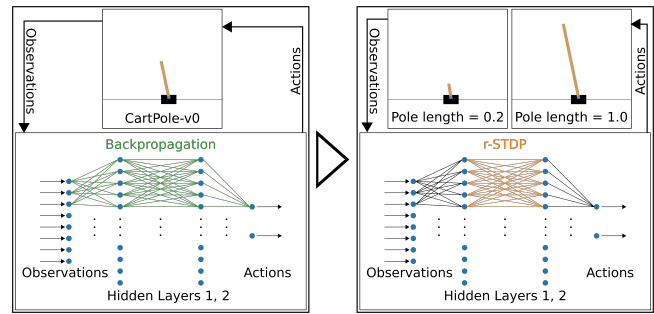 Observations
Actions
CartPole-v0
Backpropagation
Observations
Actions
Hidden Layers 1, 2
Observations
Pole length = 0.2
Pole length = 1.0
Actions
r-STDP
Observations
Actions
Hidden Layers 1, 2